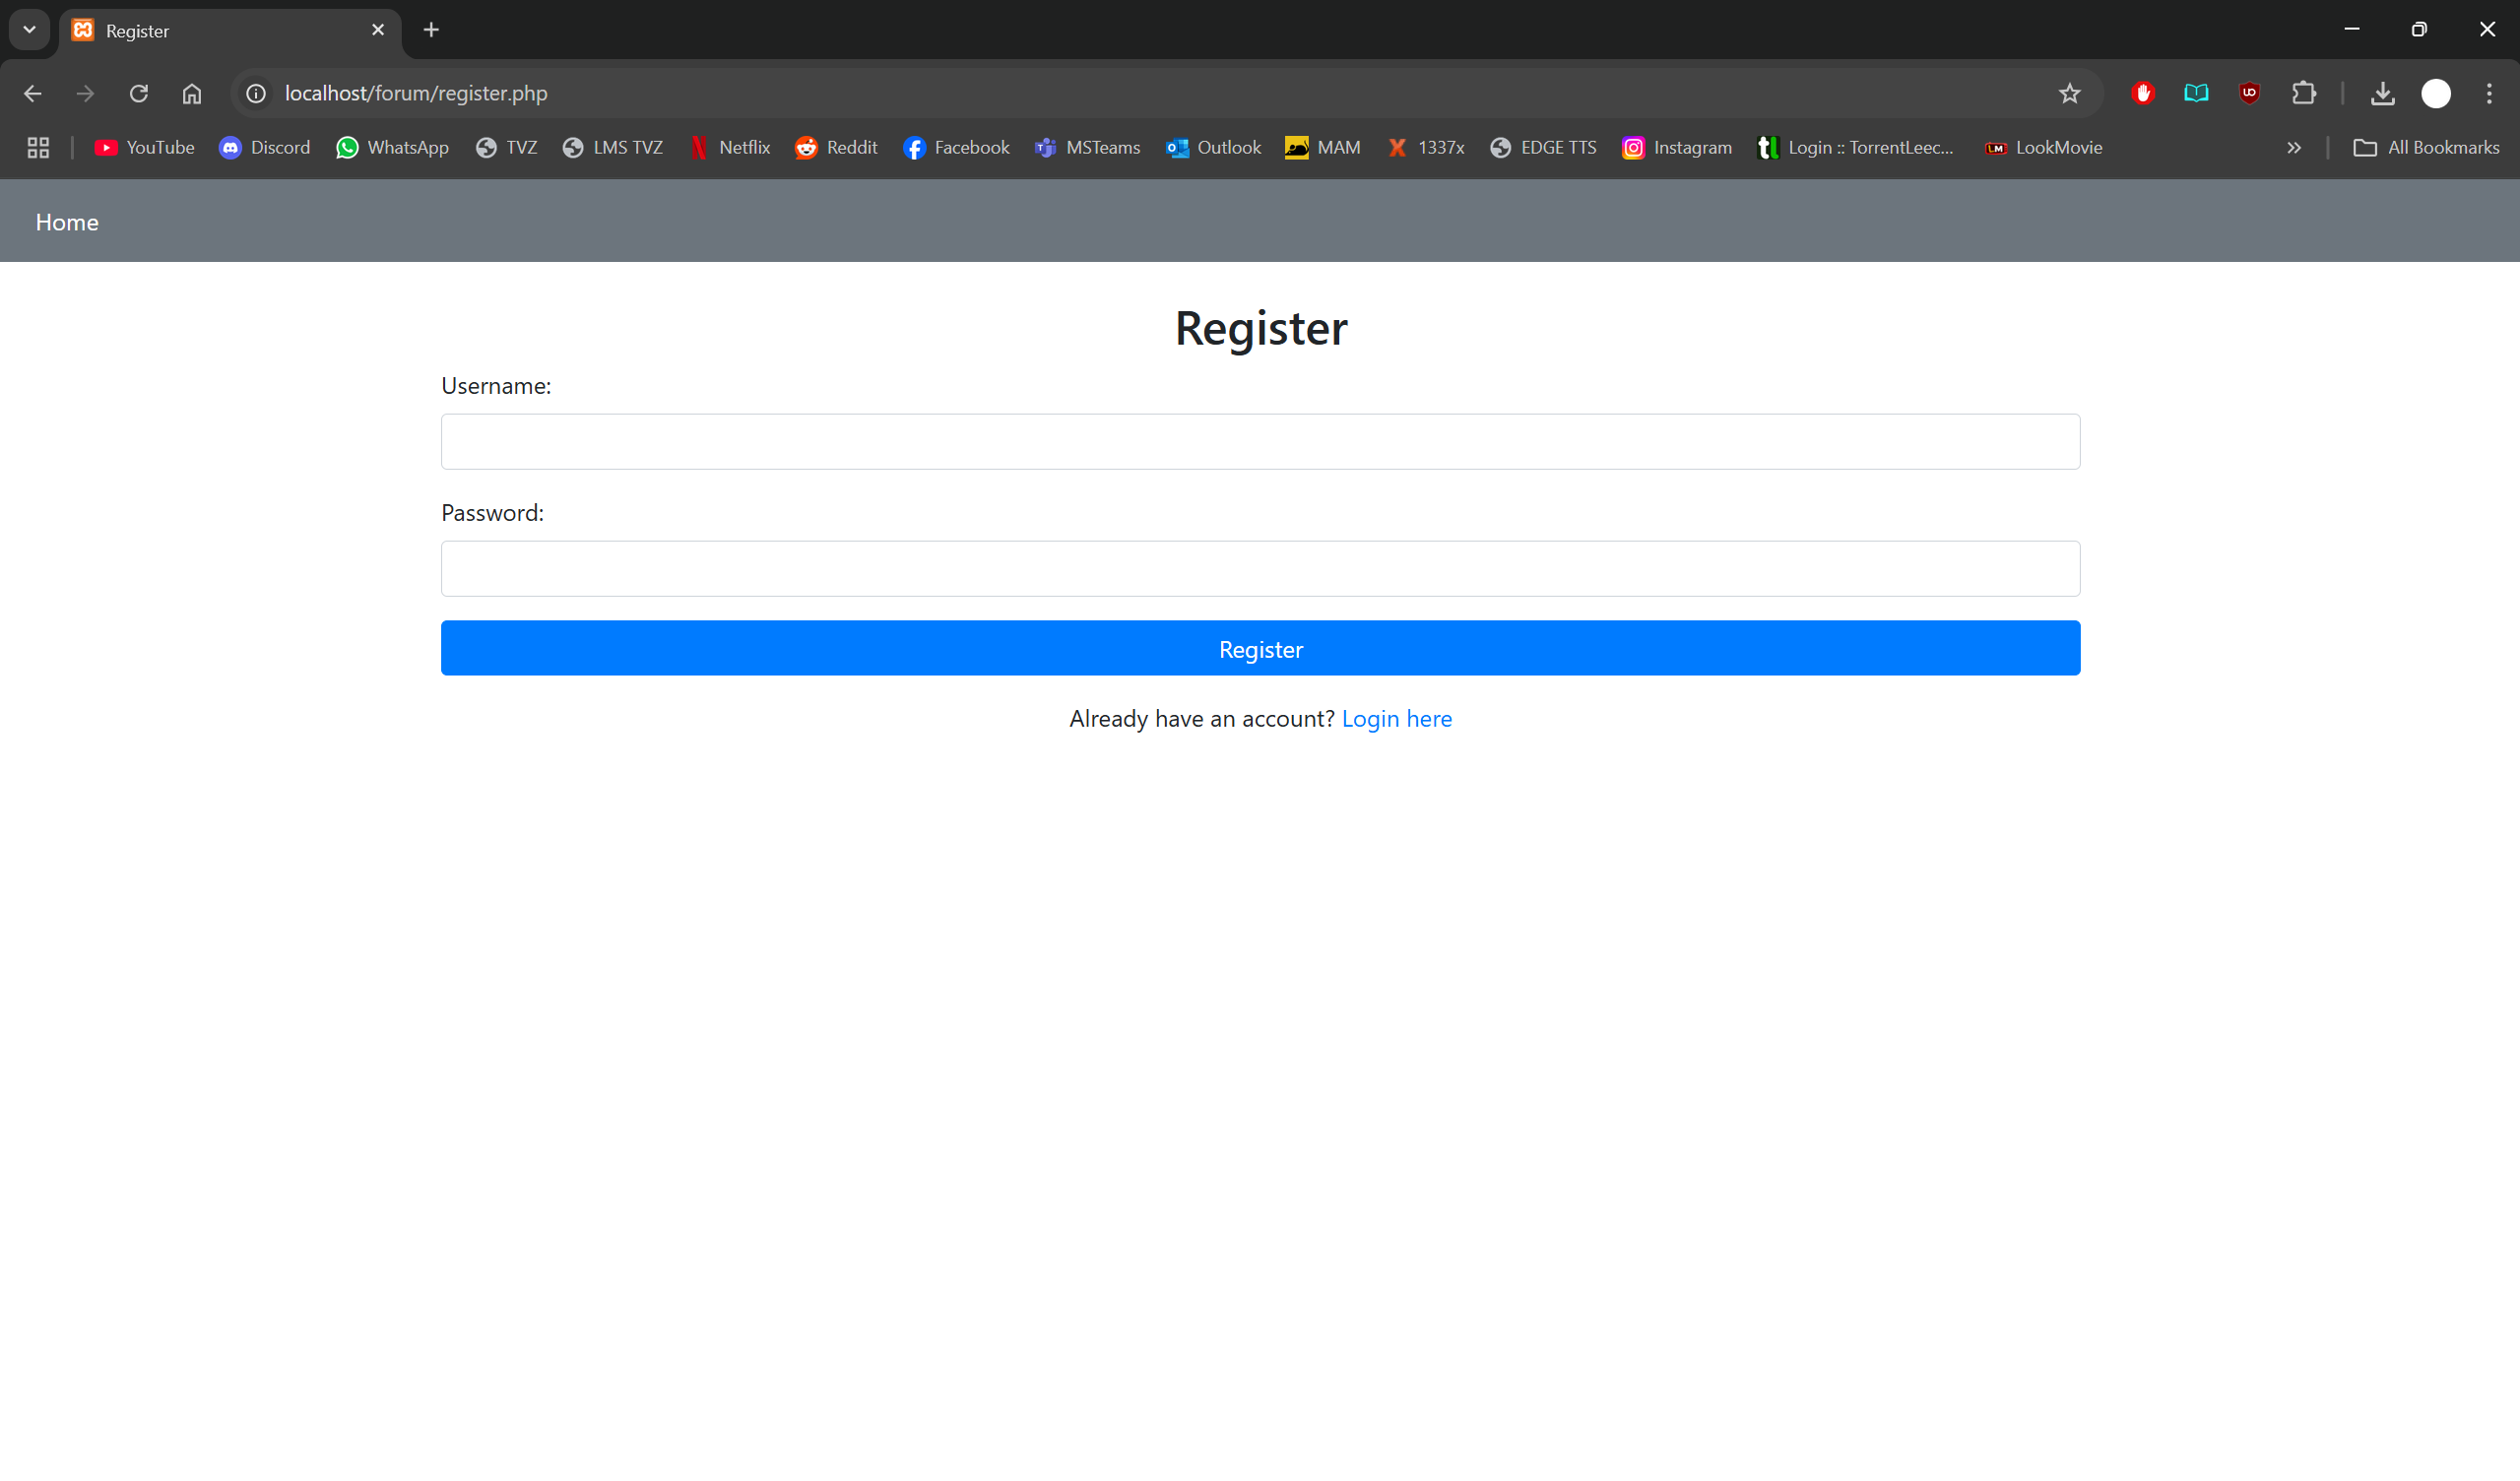 Register
localhost/forum/register.php
YouTube Discord WhatsApp TVZ LMS TVZ Netflix Reddit Facebook MSTeams Outlook MAM 1337x EDGE TTS Instagram Login :: TorrentLeec... LookMovie » All Bookmarks
Home
Register
Username:
Password:
Register
Already have an account? Login here